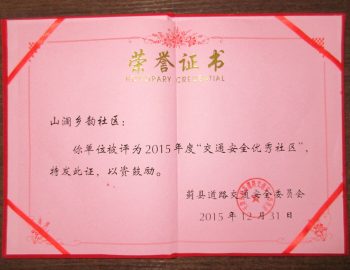 荣誉证书
HONORARY CREDENTIAL
山澜乡韵社区：
你单位被评为2015年度“交通安全优秀社区”，
特发此证，以资鼓励。
蓟县道路交通安全委员会
2015年12月31日